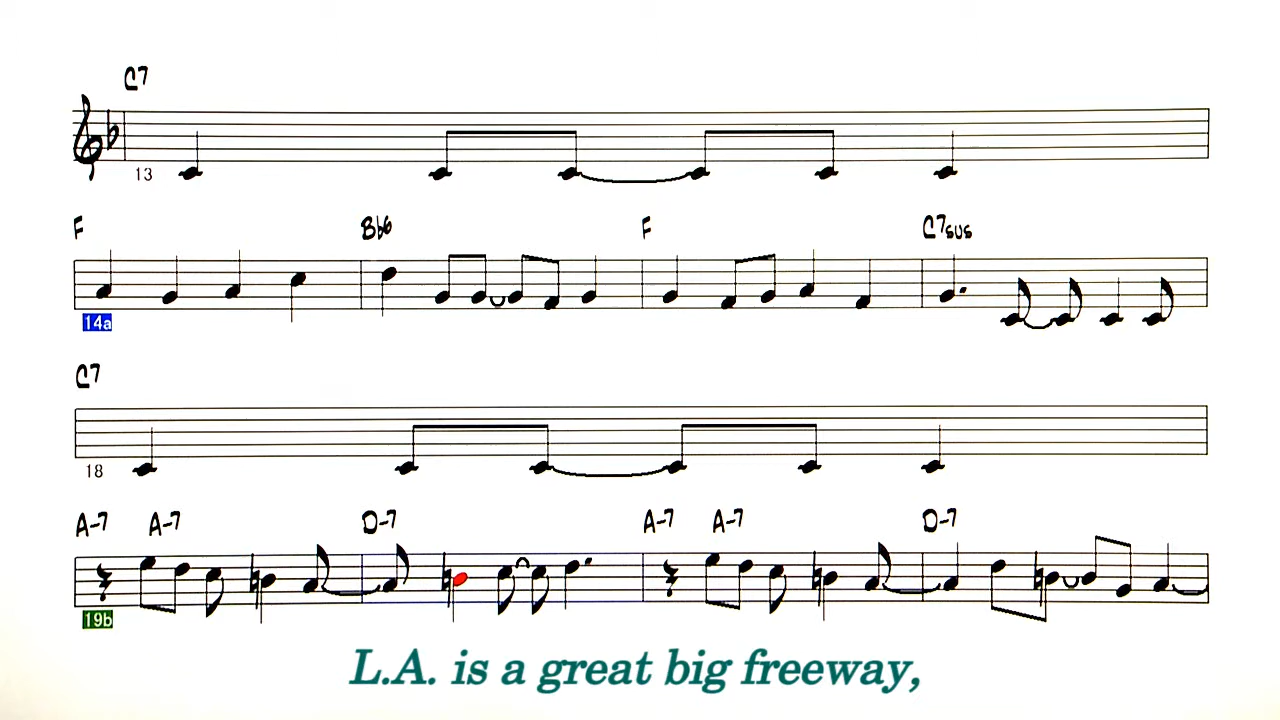 C7
13
F B♭6 F C7sus
14a
C7
18
A-7 A-7 D-7 A-7 A-7 D-7
19b
L.A. is a great big freeway,